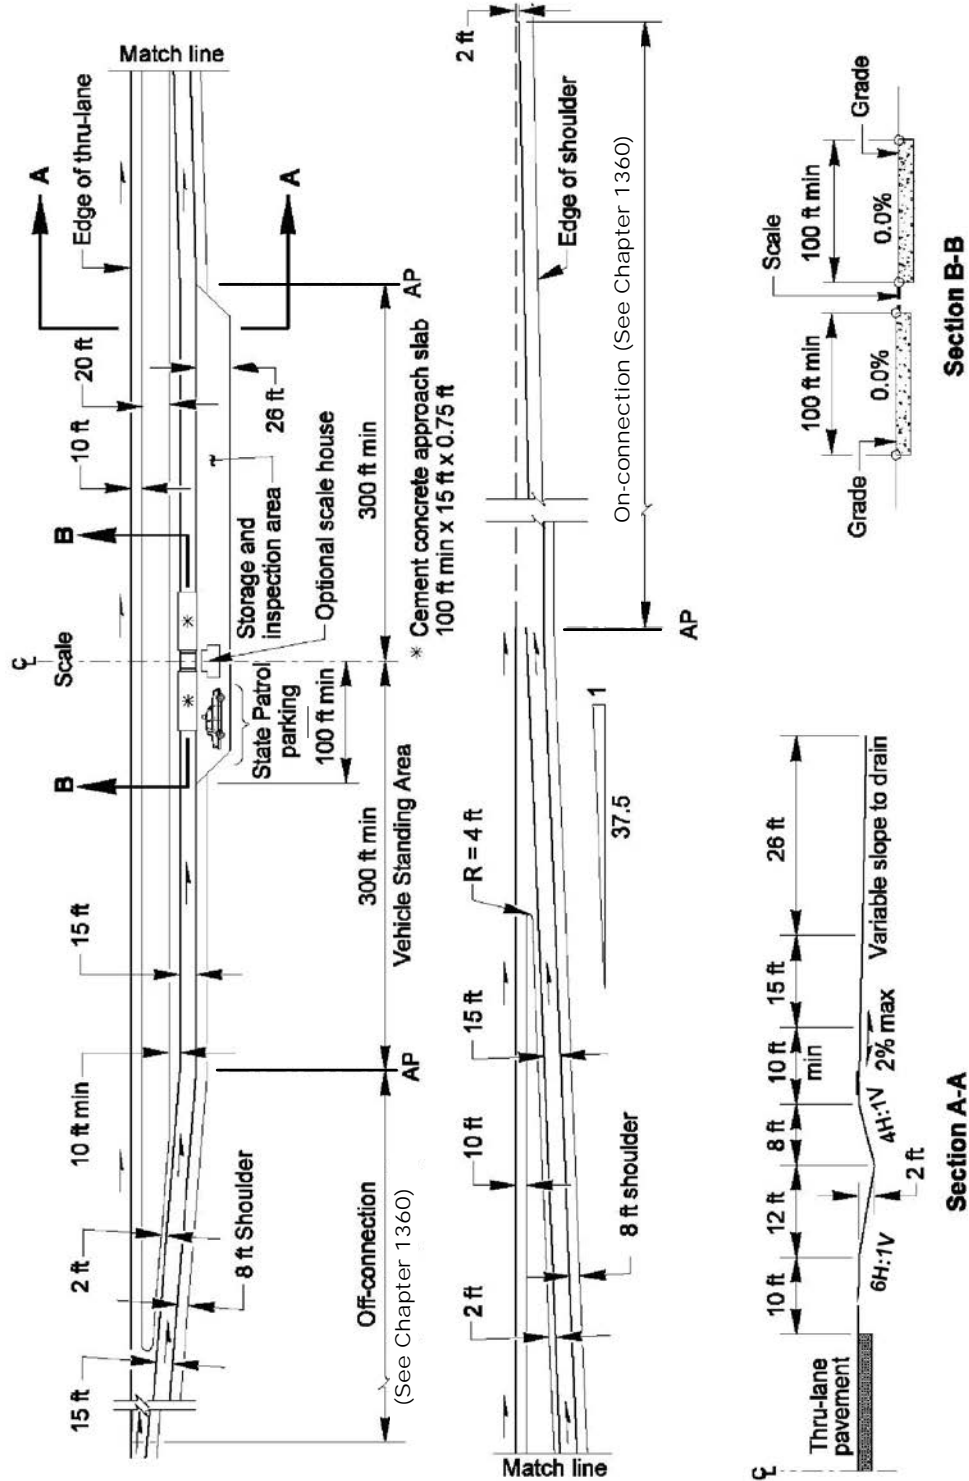 Match line
Edge of thru-lane
A
A
AP
20 ft
10 ft
26 ft
300 ft min
* Cement concrete approach slab
100 ft min x 15 ft x 0.75 ft
B
B
Storage and
inspection area
Optional scale house
℄
Scale
*
*
State Patrol
parking
100 ft min
300 ft min
Vehicle Standing Area
15 ft
10 ft min
AP
2 ft
8 ft Shoulder
15 ft
Off-connection
(See Chapter 1360)
2 ft
Edge of shoulder
On-connection (See Chapter 1360)
AP
R = 4 ft
1
37.5
15 ft
10 ft
8 ft shoulder
2 ft
Match line
Grade
Scale
100 ft min
0.0%
100 ft min
0.0%
Grade
Section B-B
26 ft
Variable slope to drain
15 ft
10 ft
min
2% max
8 ft
4H:1V
2 ft
12 ft
6H:1V
10 ft
Thru-lane
pavement
℄
Section A-A